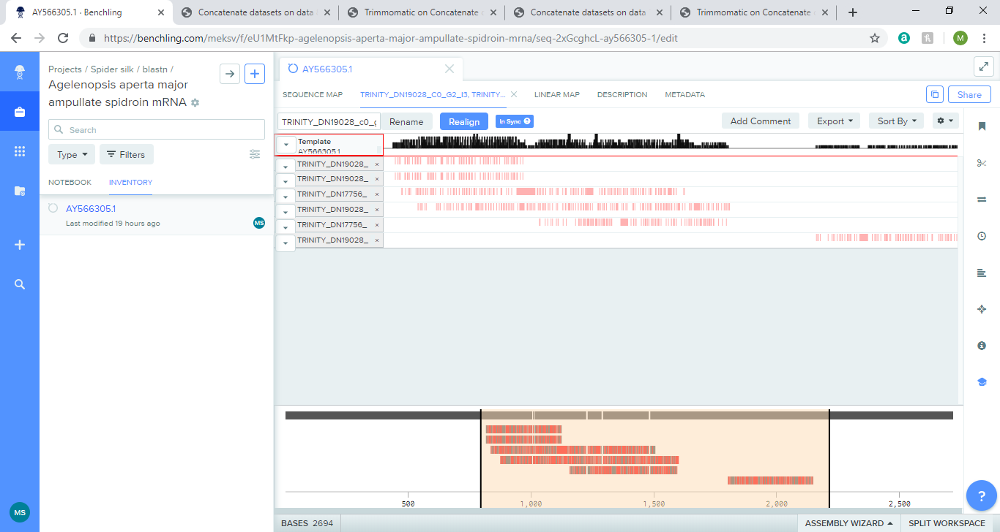 AY566305.1 · Benchling
Concatenate datasets on data
Trimmomatic on Concatenate
Concatenate datasets on data
Trimmomatic on Concatenate
https://benchling.com/meksv/f/eU1MtFkp-agelenopsis-aperta-major-ampullate-spidroin-mrna/seq-2xGcghcL-ay566305-1/edit
M
Projects / Spider silk / blastn /
Agelenopsis aperta major
ampullate spidroin mRNA
Search
Type
Filters
NOTEBOOK
INVENTORY
AY566305.1
Last modified 19 hours ago
MS
MS
AY566305.1
SEQUENCE MAP
TRINITY_DN19028_C0_G2_I3, TRINITY...
LINEAR MAP
DESCRIPTION
METADATA
Share
TRINITY_DN19028_c0_g
Rename
Realign
In Sync
Add Comment
Export
Sort By
Template
AY566305.1
TRINITY_DN19028_
TRINITY_DN19028_
TRINITY_DN17756_
TRINITY_DN19028_
TRINITY_DN17756_
TRINITY_DN19028_
500
1,000
1,500
2,000
2,500
?
BASES 2694
ASSEMBLY WIZARD
SPLIT WORKSPACE